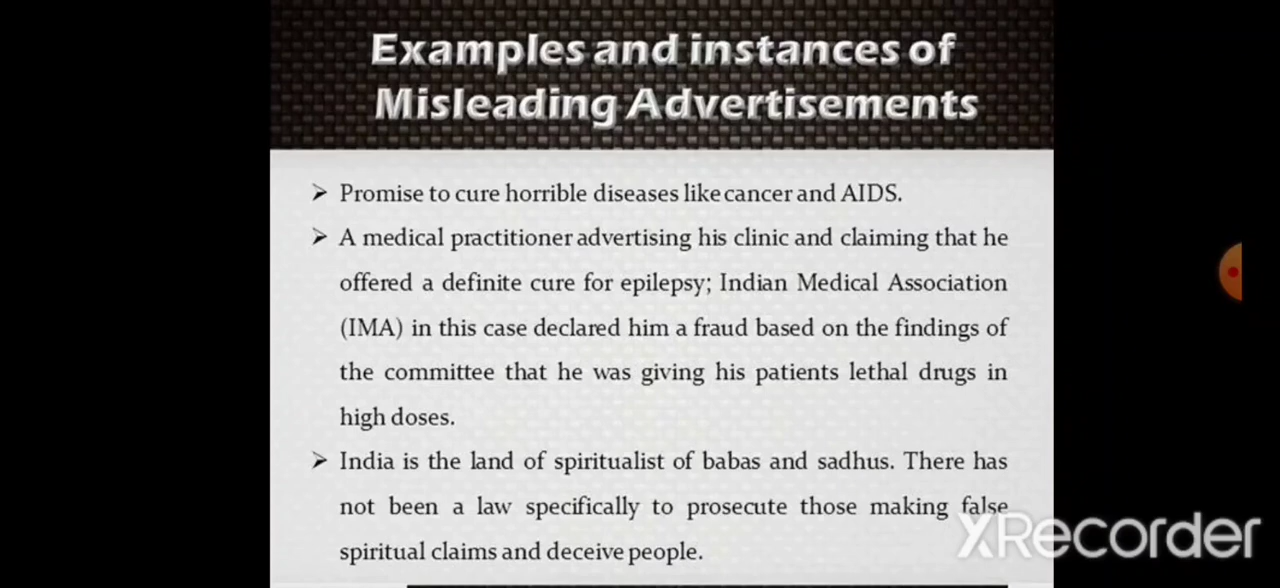 Examples and instances of
Misleading Advertisements
➢ Promise to cure horrible diseases like cancer and AIDS.
➢ A medical practitioner advertising his clinic and claiming that he
offered a definite cure for epilepsy; Indian Medical Association
(IMA) in this case declared him a fraud based on the findings of
the committee that he was giving his patients lethal drugs in
high doses.
➢ India is the land of spiritualist of babas and sadhus. There has
not been a law specifically to prosecute those making false
spiritual claims and deceive people.
XRecorder